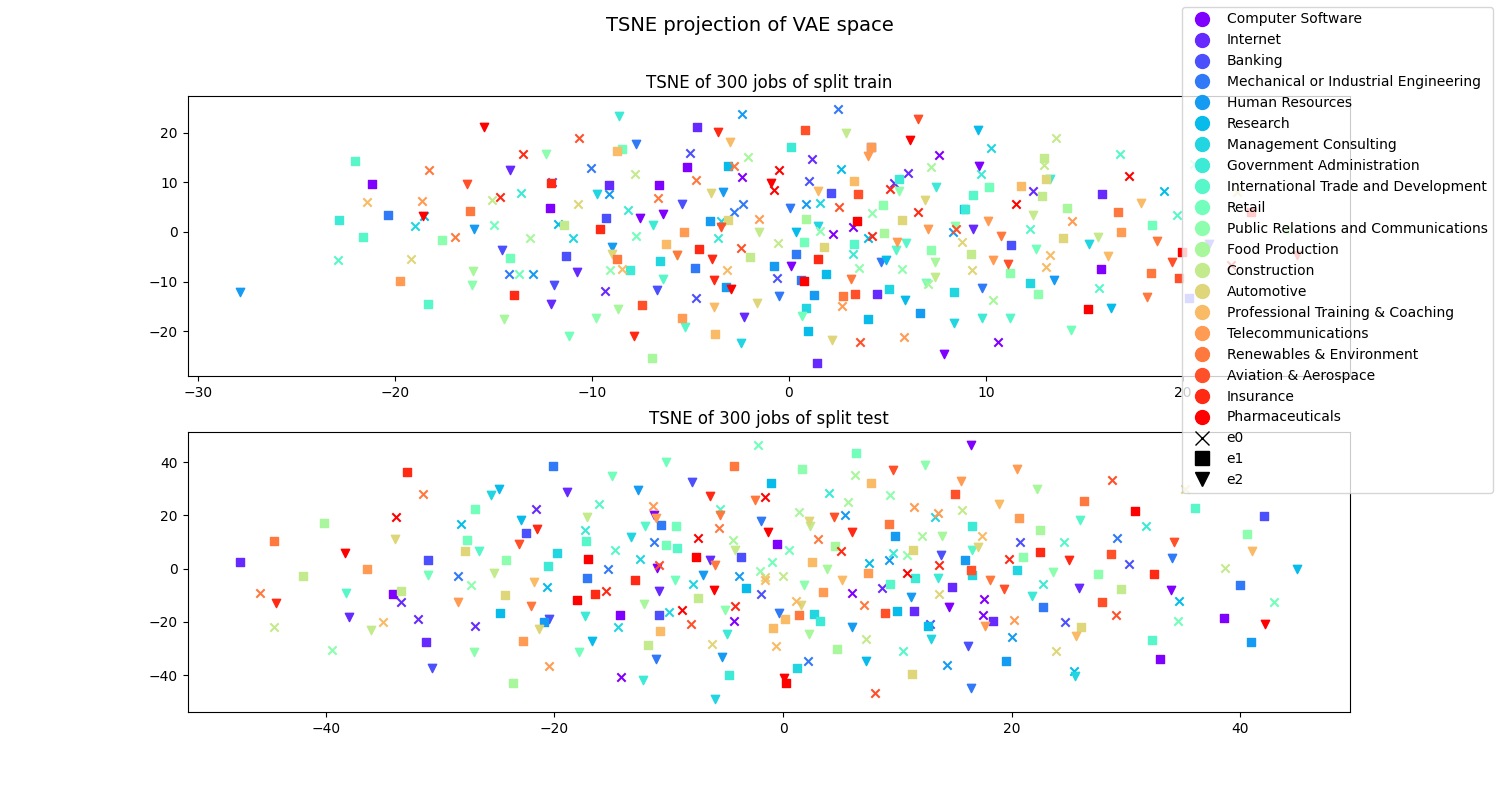 TSNE projection of VAE space
TSNE of 300 jobs of split train
20
10
0
−10
−20
−30
−20
−10
0
10
20
TSNE of 300 jobs of split test
40
20
0
−20
−40
−40
−20
0
20
40
Computer Software
Internet
Banking
Mechanical or Industrial Engineering
Human Resources
Research
Management Consulting
Government Administration
International Trade and Development
Retail
Public Relations and Communications
Food Production
Construction
Automotive
Professional Training & Coaching
Telecommunications
Renewables & Environment
Aviation & Aerospace
Insurance
Pharmaceuticals
e0
e1
e2